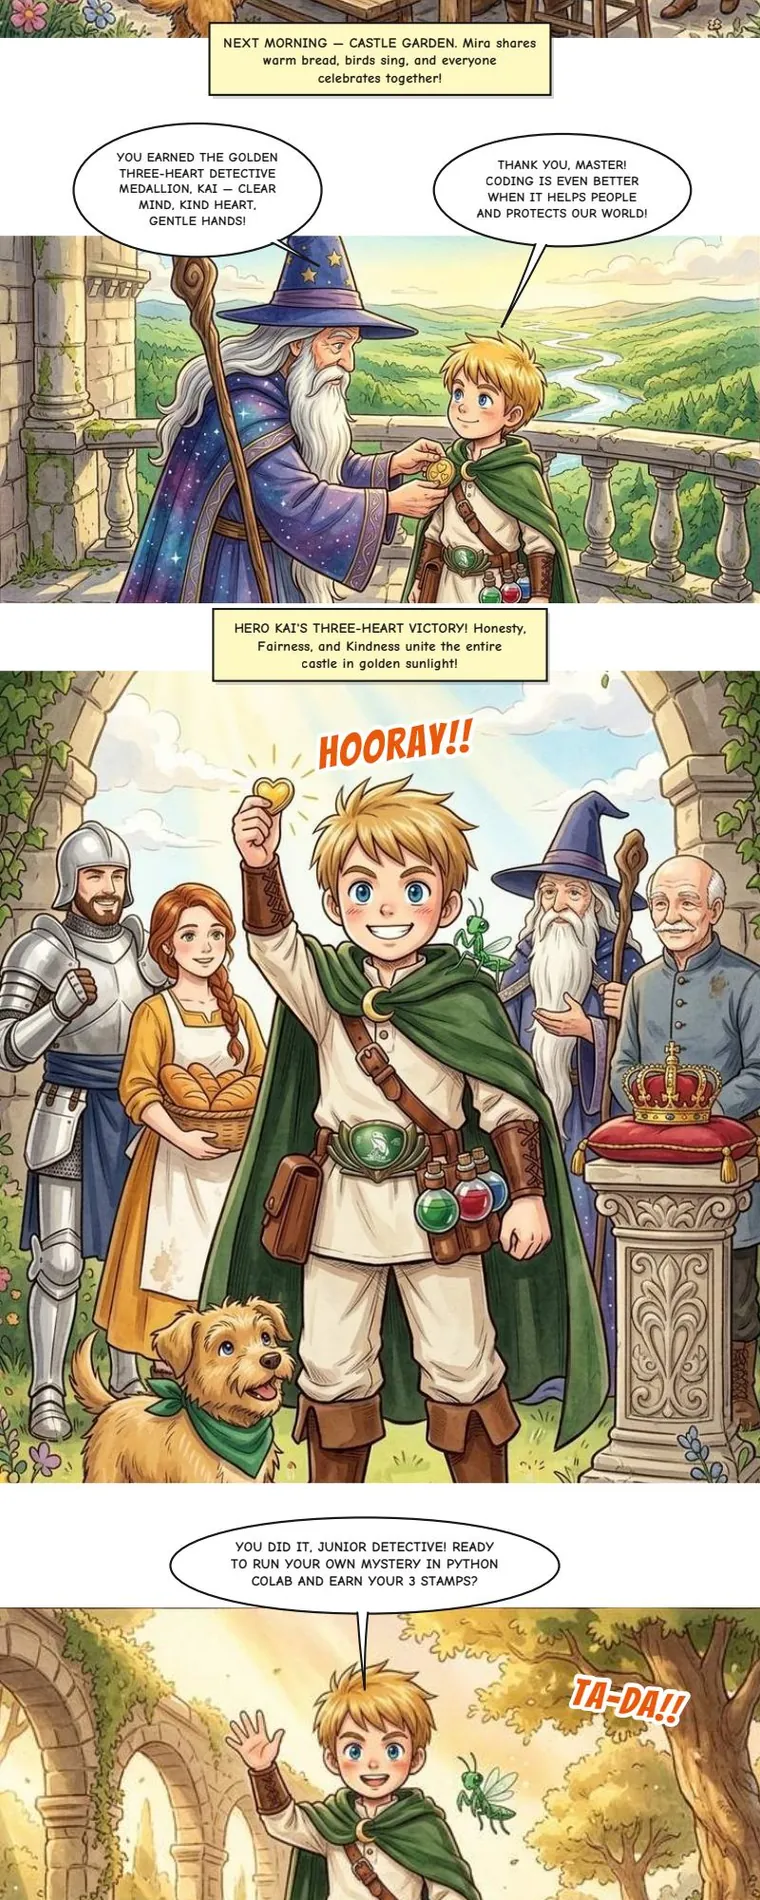 NEXT MORNING — CASTLE GARDEN. Mira shares
warm bread, birds sing, and everyone
celebrates together!
YOU EARNED THE GOLDEN
THREE-HEART DETECTIVE
MEDALLION, KAI — CLEAR
MIND, KIND HEART,
GENTLE HANDS!
THANK YOU, MASTER!
CODING IS EVEN BETTER
WHEN IT HELPS PEOPLE
AND PROTECTS OUR WORLD!
HERO KAI'S THREE-HEART VICTORY! Honesty,
Fairness, and Kindness unite the entire
castle in golden sunlight!
HOORAY!!
YOU DID IT, JUNIOR DETECTIVE! READY
TO RUN YOUR OWN MYSTERY IN PYTHON
COLAB AND EARN YOUR 3 STAMPS?
TA-DA!!